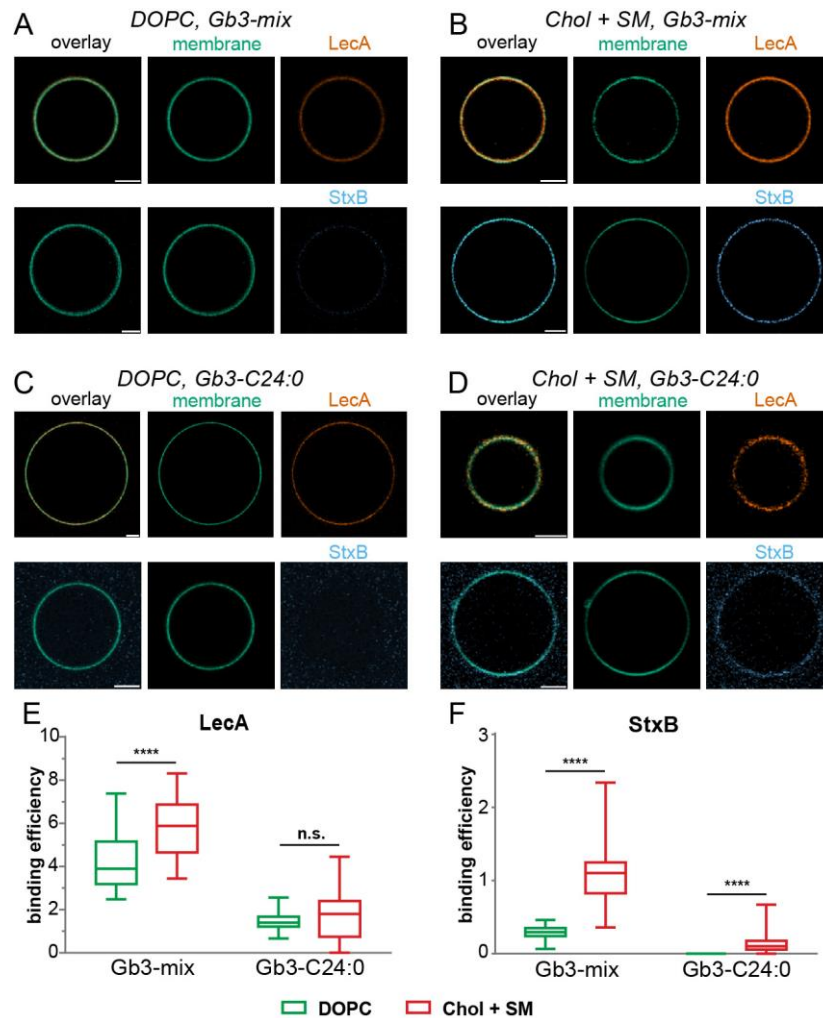 A DOPC, Gb3-mix
overlay membrane LecA
StxB
B Chol + SM, Gb3-mix
overlay membrane LecA
StxB
C DOPC, Gb3-C24:0
overlay membrane LecA
StxB
D Chol + SM, Gb3-C24:0
overlay membrane LecA
StxB
E LecA
binding efficiency
10
8
6
4
2
0
****
n.s.
Gb3-mix Gb3-C24:0
F StxB
binding efficiency
3
2
1
0
****
****
Gb3-mix Gb3-C24:0
DOPC Chol + SM